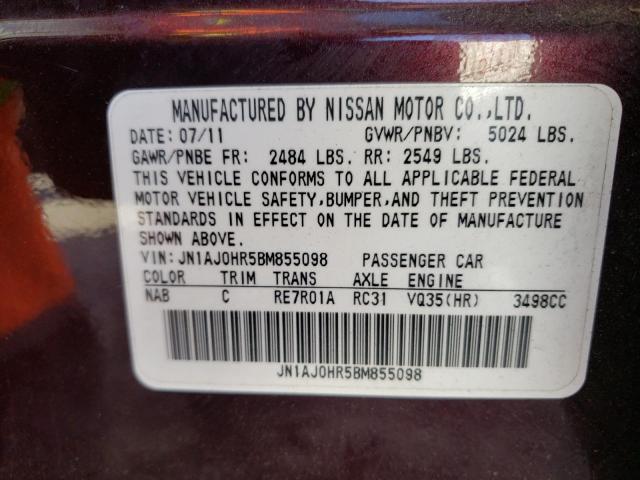 MANUFACTURED BY NISSAN MOTOR CO.,LTD.
DATE: 07/11 GVWR/PNBV: 5024 LBS.
GAWR/PNBE FR: 2484 LBS. RR: 2549 LBS.
THIS VEHICLE CONFORMS TO ALL APPLICABLE FEDERAL
MOTOR VEHICLE SAFETY,BUMPER,AND THEFT PREVENTION
STANDARDS IN EFFECT ON THE DATE OF MANUFACTURE
SHOWN ABOVE.
VIN:JN1AJ0HR5BM855098 PASSENGER CAR
COLOR TRIM TRANS AXLE ENGINE
NAB C RE7R01A RC31 VQ35(HR) 3498CC
JN1AJ0HR5BM855098